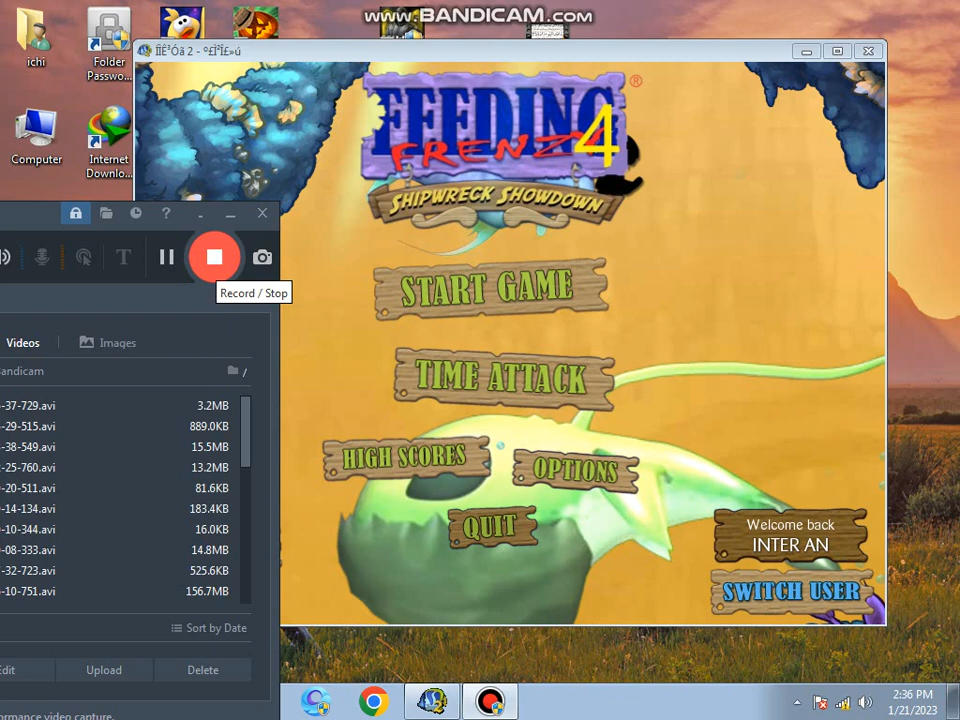 www.BANDICAM.com
ichi
Folder
Passwo...
Computer
Internet
Downlo...
ÏÎÊ³Óã 2 - º£ÎªÎ£»ú
FEEDING
FRENZY 4
®
SHIPWRECK SHOWDOWN
START GAME
TIME ATTACK
HIGH SCORES
OPTIONS
QUIT
Welcome back
INTER AN
SWITCH USER
T
Record / Stop
Videos
Images
Bandicam
/
-37-729.avi 3.2MB
-29-515.avi 889.0KB
-38-549.avi 15.5MB
-25-760.avi 13.2MB
-20-511.avi 81.6KB
-14-134.avi 183.4KB
-10-344.avi 16.0KB
-08-333.avi 14.8MB
-32-723.avi 525.6KB
-10-751.avi 156.7MB
Sort by Date
Edit
Upload
Delete
formance video capture.
2:36 PM
1/21/2023